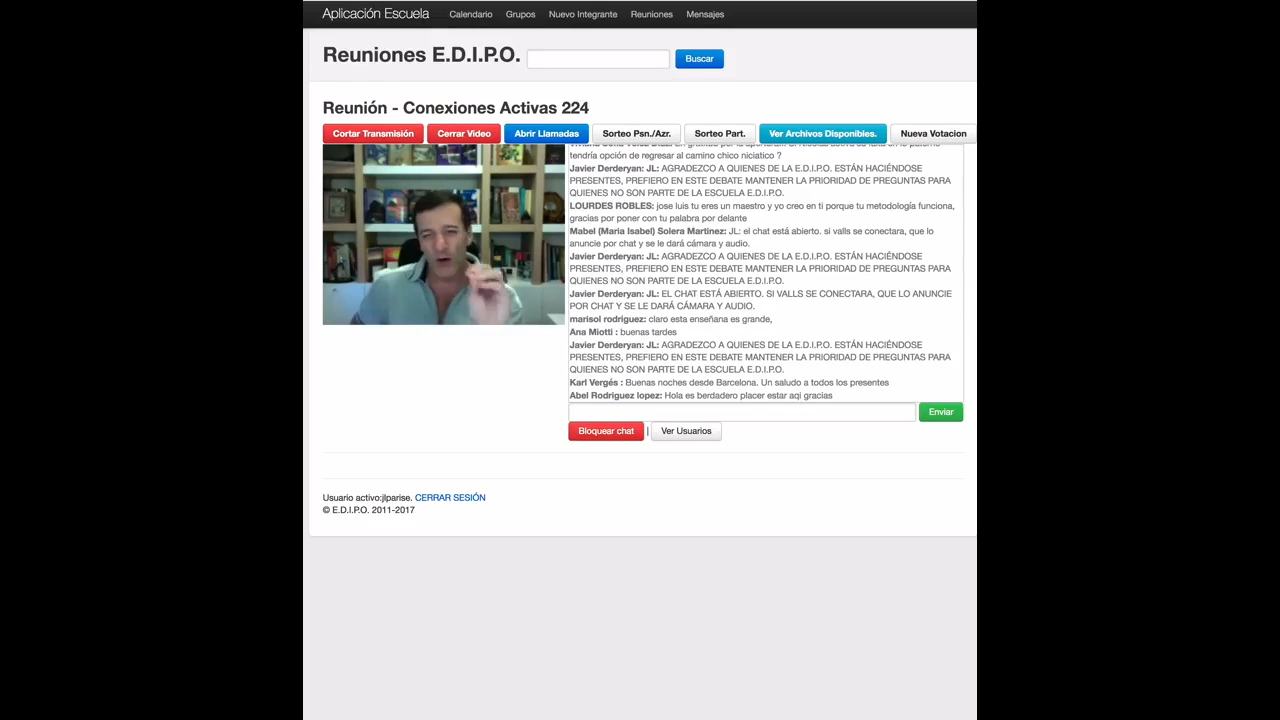 Aplicación Escuela Calendario Grupos Nuevo Integrante Reuniones Mensajes
Reuniones E.D.I.P.O. Buscar
Reunión - Conexiones Activas 224
Cortar Transmisión Cerrar Video Abrir Llamadas Sorteo Psn./Azr. Sorteo Part. Ver Archivos Disponibles. Nueva Votacion
tendría opción de regresar al camino chico niciatico ?
Javier Derderyan: JL: AGRADEZCO A QUIENES DE LA E.D.I.P.O. ESTÁN HACIÉNDOSE
PRESENTES, PREFIERO EN ESTE DEBATE MANTENER LA PRIORIDAD DE PREGUNTAS PARA
QUIENES NO SON PARTE DE LA ESCUELA E.D.I.P.O.
LOURDES ROBLES: jose luis tu eres un maestro y yo creo en ti porque tu metodología funciona,
gracias por poner con tu palabra por delante
Mabel (Maria Isabel) Solera Martinez: JL: el chat está abierto. si valls se conectara, que lo
anuncie por chat y se le dará cámara y audio.
Javier Derderyan: JL: AGRADEZCO A QUIENES DE LA E.D.I.P.O. ESTÁN HACIÉNDOSE
PRESENTES, PREFIERO EN ESTE DEBATE MANTENER LA PRIORIDAD DE PREGUNTAS PARA
QUIENES NO SON PARTE DE LA ESCUELA E.D.I.P.O.
Javier Derderyan: JL: EL CHAT ESTÁ ABIERTO. SI VALLS SE CONECTARA, QUE LO ANUNCIE
POR CHAT Y SE LE DARÁ CÁMARA Y AUDIO.
marisol rodriguez: claro esta enseñana es grande,
Ana Miotti : buenas tardes
Javier Derderyan: JL: AGRADEZCO A QUIENES DE LA E.D.I.P.O. ESTÁN HACIÉNDOSE
PRESENTES, PREFIERO EN ESTE DEBATE MANTENER LA PRIORIDAD DE PREGUNTAS PARA
QUIENES NO SON PARTE DE LA ESCUELA E.D.I.P.O.
Karl Vergés : Buenas noches desde Barcelona. Un saludo a todos los presentes
Abel Rodriguez lopez: Hola es berdadero placer estar aqi gracias
Enviar
Bloquear chat | Ver Usuarios
Usuario activo:jlparise. CERRAR SESIÓN
© E.D.I.P.O. 2011-2017